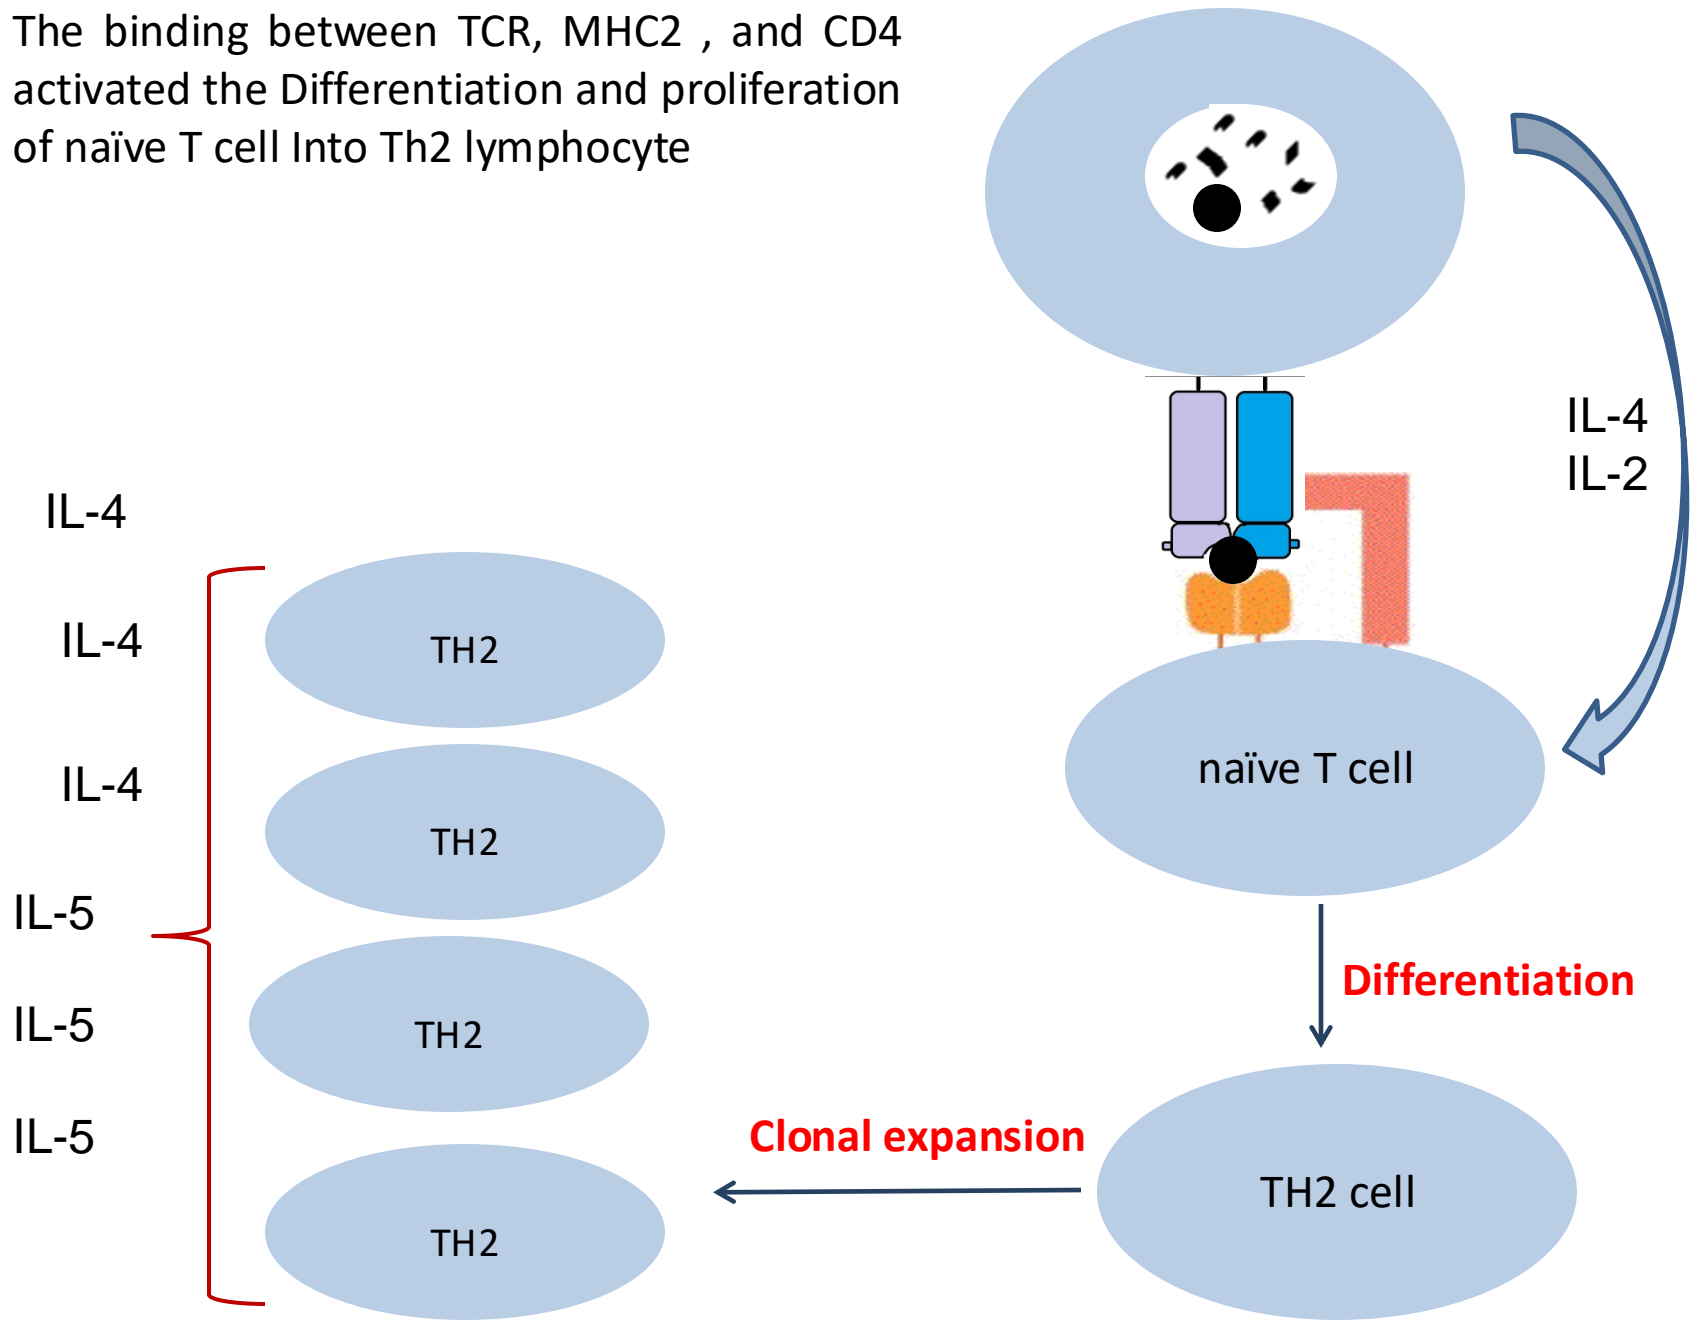 The binding between TCR, MHC2 , and CD4
activated the Differentiation and proliferation
of naïve T cell Into Th2 lymphocyte
IL-4
IL-2
IL-4
IL-4
TH2
naïve T cell
IL-4
TH2
IL-5
Differentiation
IL-5
TH2
IL-5
Clonal expansion
TH2 cell
TH2